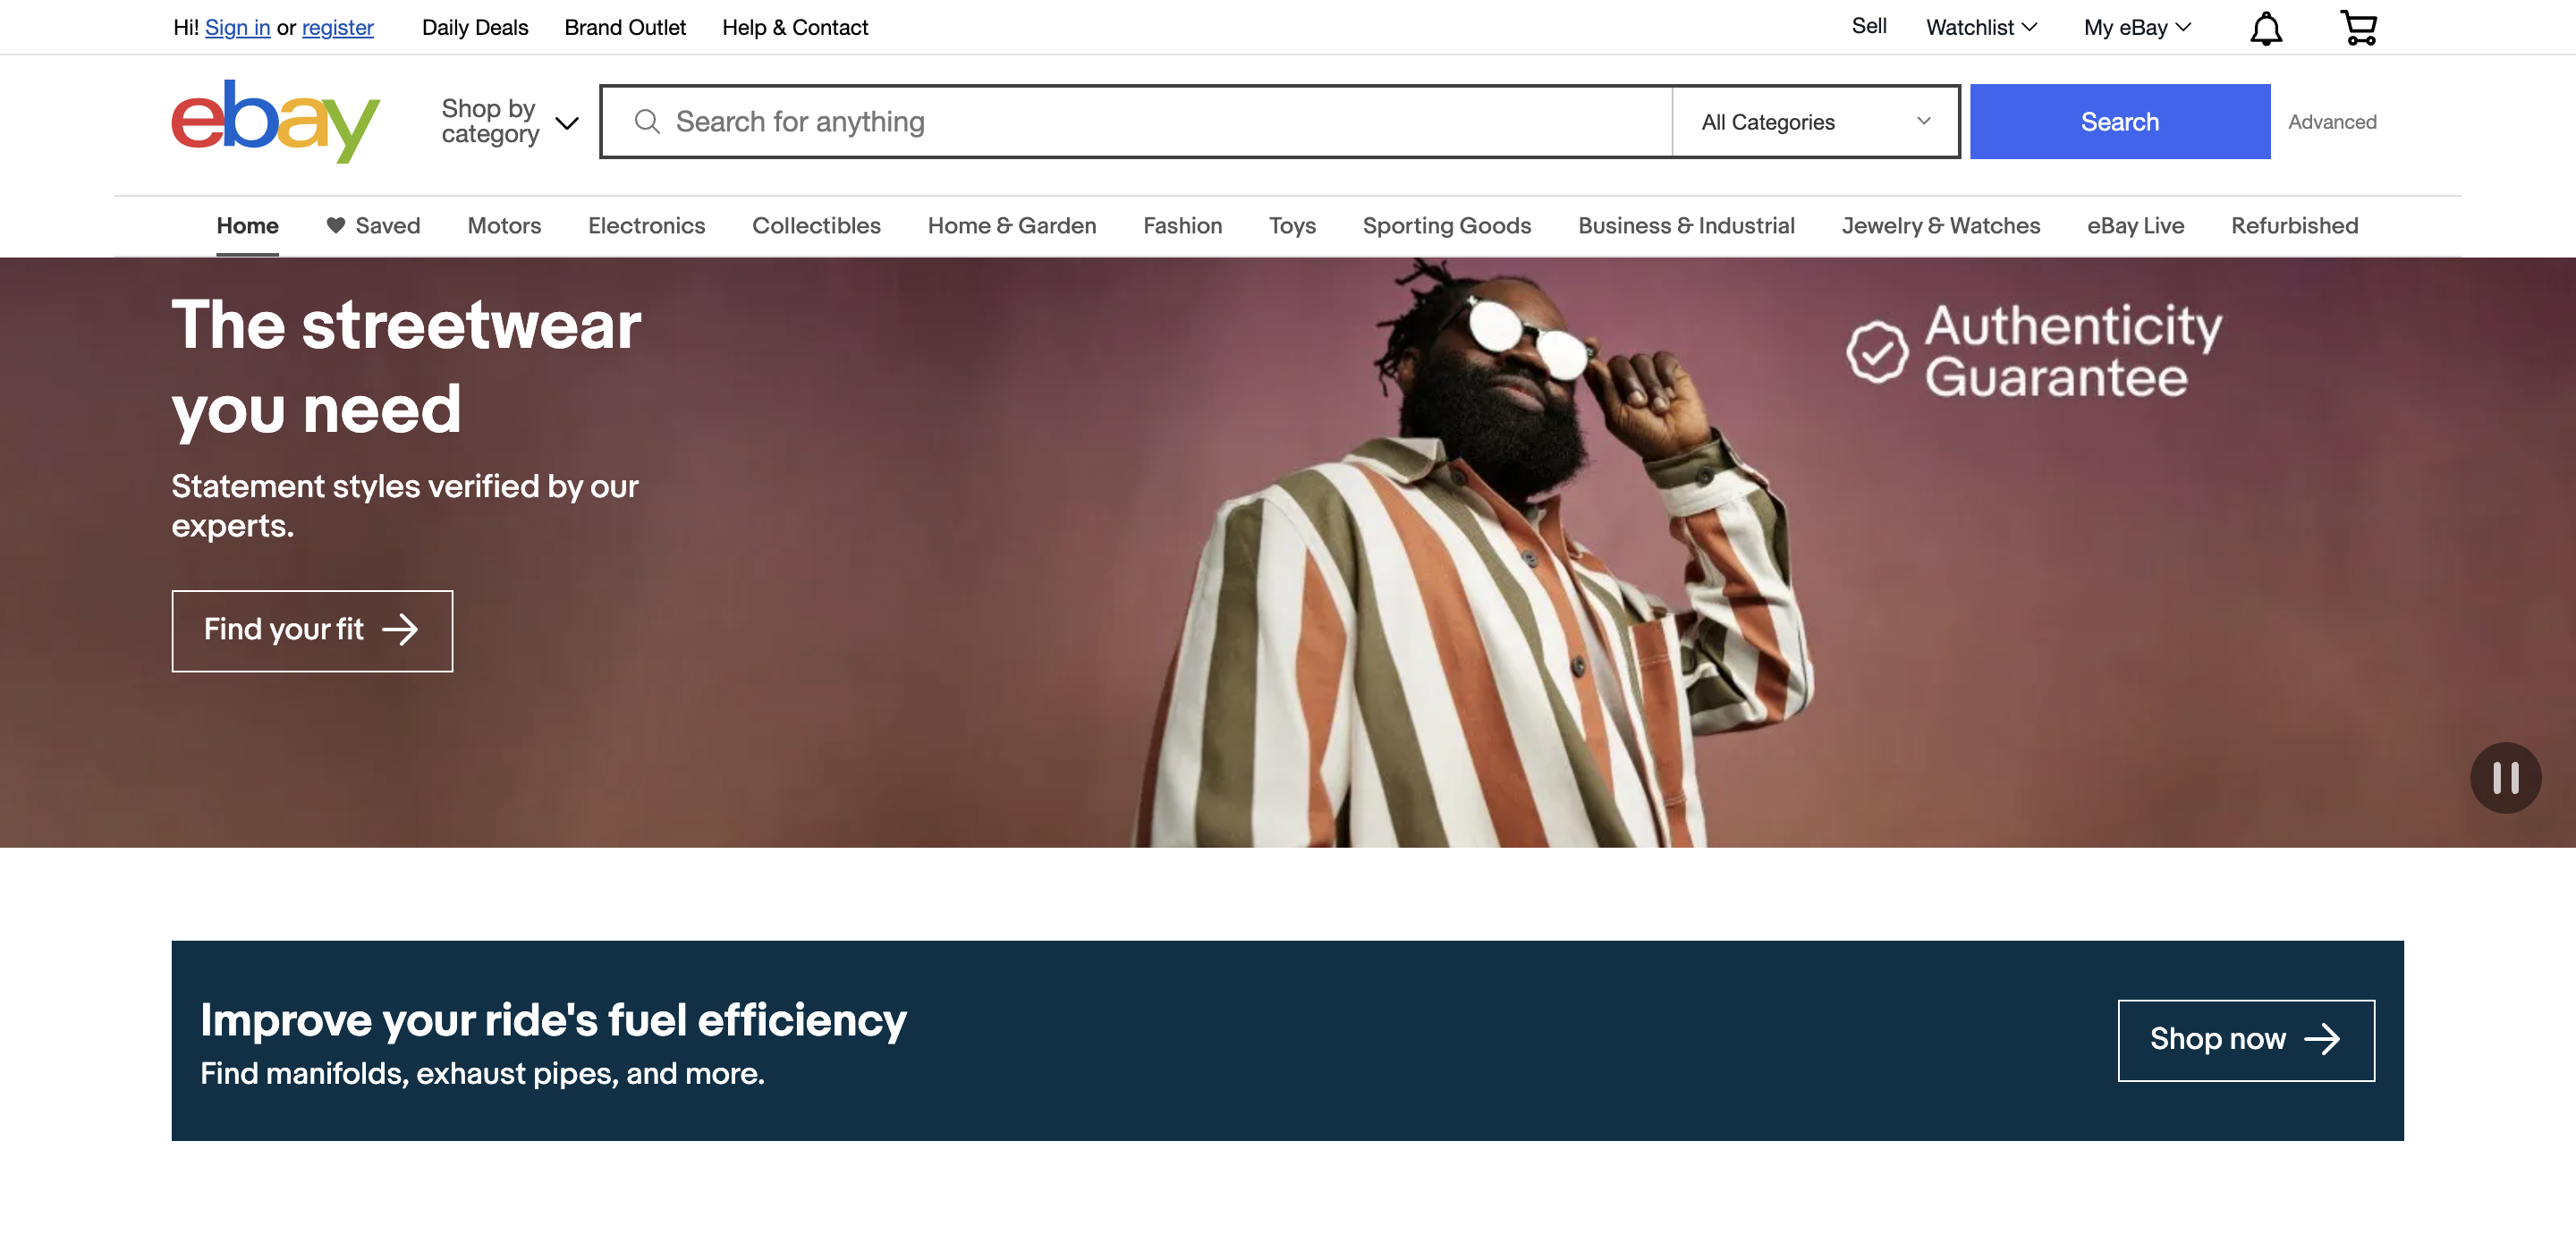 Hi! Sign in or register Daily Deals Brand Outlet Help & Contact Sell Watchlist My eBay
ebay
Shop by
category
Search for anything
All Categories
Search
Advanced
Home Saved Motors Electronics Collectibles Home & Garden Fashion Toys Sporting Goods Business & Industrial Jewelry & Watches eBay Live Refurbished
The streetwear
you need
Statement styles verified by our
experts.
Find your fit
Authenticity
Guarantee
Improve your ride's fuel efficiency
Find manifolds, exhaust pipes, and more.
Shop now